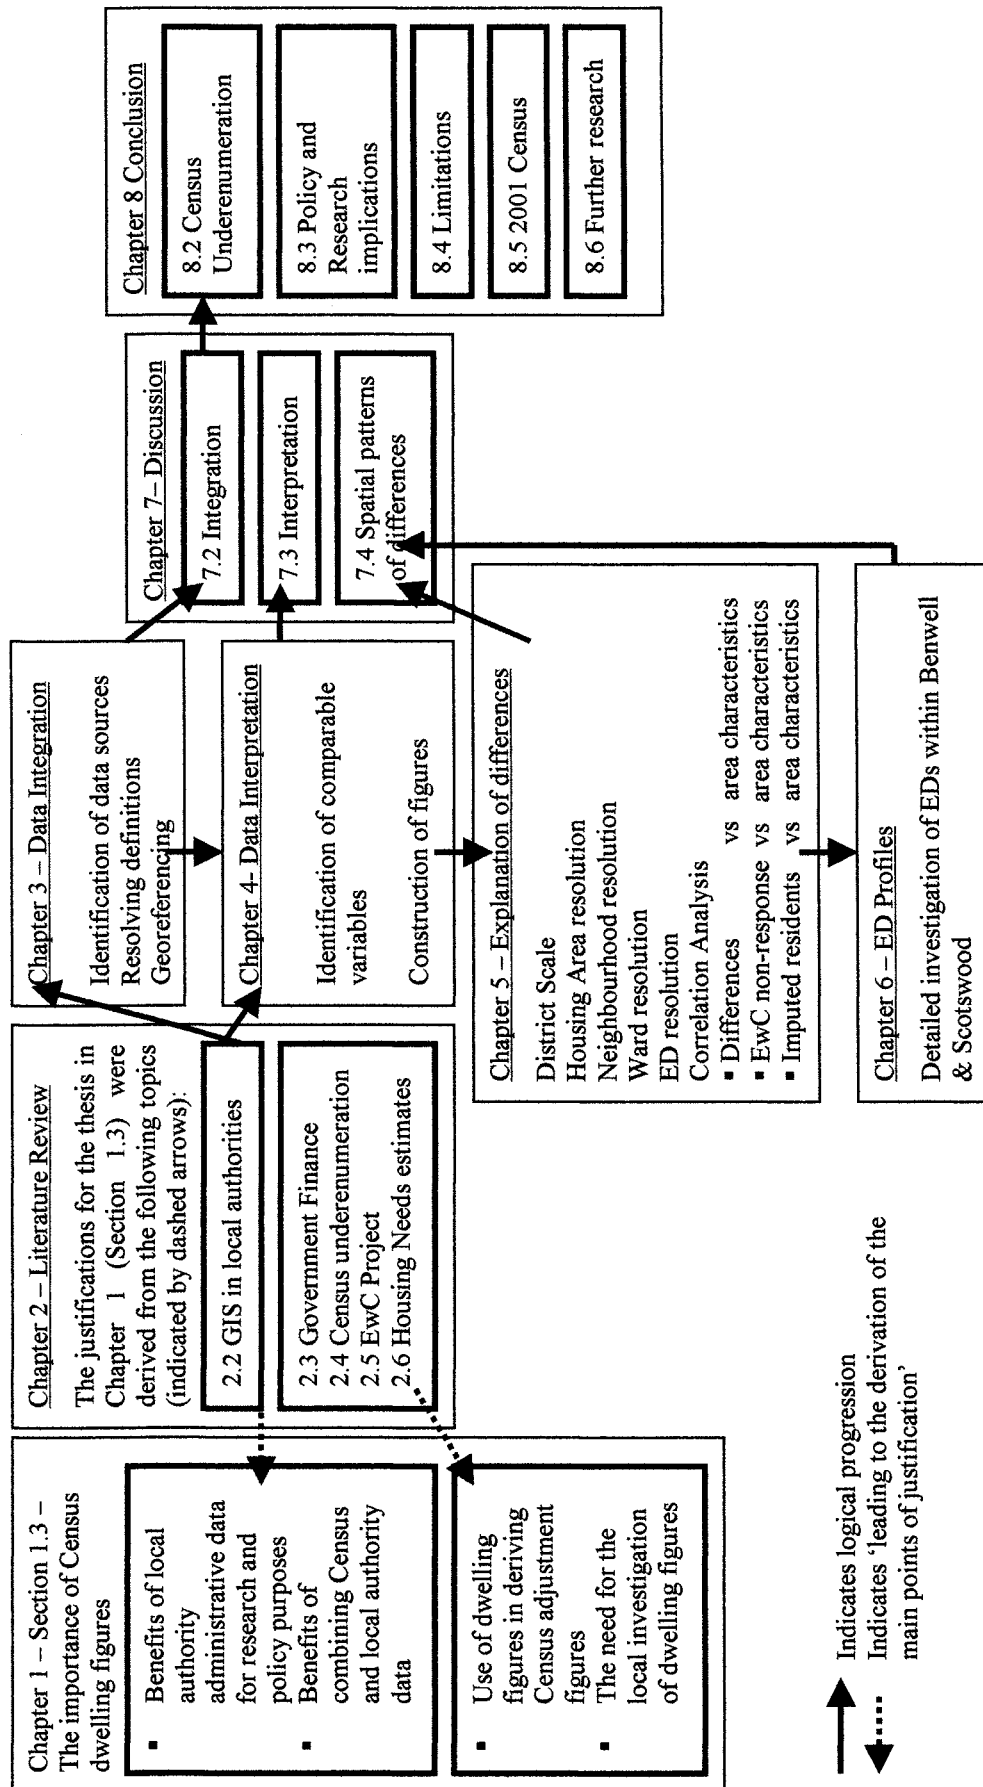 Chapter 1 – Section 1.3 –
The importance of Census
dwelling figures
▪ Benefits of local
authority
administrative data
for research and
policy purposes
▪ Benefits of
combining Census
and local authority
data
▪ Use of dwelling
figures in deriving
Census adjustment
figures
▪ The need for the
local investigation
of dwelling figures
Indicates logical progression
Indicates ‘leading to the derivation of the
main points of justification’
Chapter 2 – Literature Review
The justifications for the thesis in
Chapter 1 (Section 1.3) were
derived from the following topics
(indicated by dashed arrows):
2.2 GIS in local authorities
2.3 Government Finance
2.4 Census underenumeration
2.5 EwC Project
2.6 Housing Needs estimates
Chapter 3 – Data Integration
Identification of data sources
Resolving definitions
Georeferencing
Chapter 4- Data Interpretation
Identification of comparable
variables
Construction of figures
Chapter 5 – Explanation of differences
District Scale
Housing Area resolution
Neighbourhood resolution
Ward resolution
ED resolution
Correlation Analysis
▪ Differences vs area characteristics
▪ EwC non-response vs area characteristics
▪ Imputed residents vs area characteristics
Chapter 6 – ED Profiles
Detailed investigation of EDs within Benwell
& Scotswood
Chapter 7 – Discussion
7.2 Integration
7.3 Interpretation
7.4 Spatial patterns
of differences
Chapter 8 Conclusion
8.2 Census
Underenumeration
8.3 Policy and
Research
implications
8.4 Limitations
8.5 2001 Census
8.6 Further research